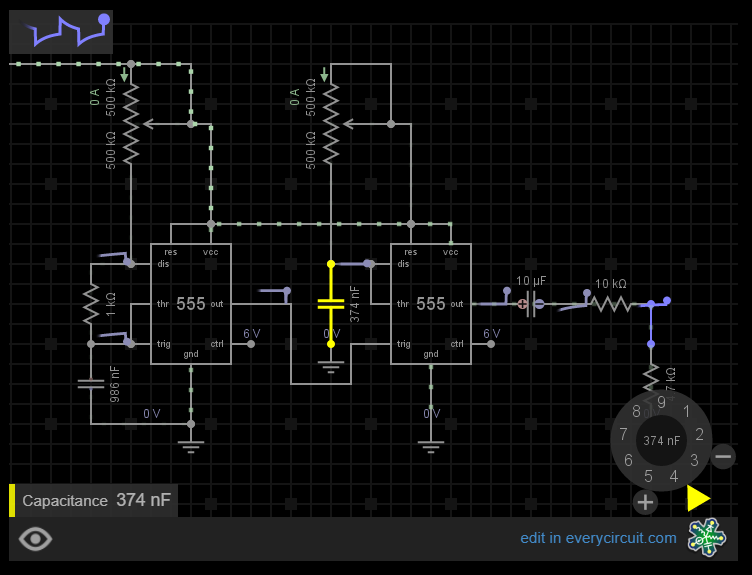 0 A
500 kΩ
500 kΩ
0 A
500 kΩ
500 kΩ
res
vcc
dis
thr
555
out
trig
ctrl
gnd
1 kΩ
986 nF
0 V
6 V
374 nF
0 V
res
vcc
dis
thr
555
out
trig
ctrl
gnd
6 V
0 V
10 µF
10 kΩ
9
8
1
7
2
6
3
5
4
374 nF
Capacitance 374 nF
edit in everycircuit.com